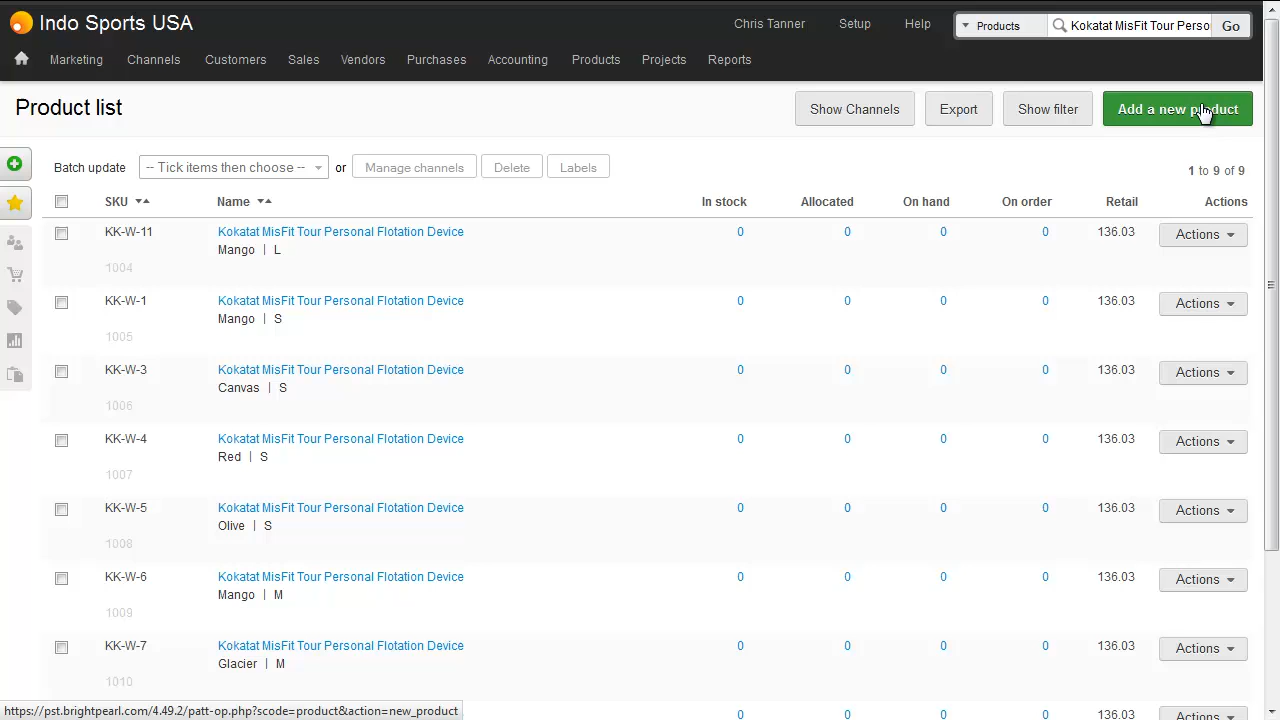 Indo Sports USA
Chris Tanner Setup Help Products Kokatat MisFit Tour Perso Go
Marketing Channels Customers Sales Vendors Purchases Accounting Products Projects Reports
Product list
Show Channels Export Show filter Add a new product
Batch update -- Tick items then choose -- or Manage channels Delete Labels
1 to 9 of 9
SKU Name In stock Allocated On hand On order Retail Actions
KK-W-11 Kokatat MisFit Tour Personal Flotation Device 0 0 0 0 136.03 Actions
Mango | L
1004
KK-W-1 Kokatat MisFit Tour Personal Flotation Device 0 0 0 0 136.03 Actions
Mango | S
1005
KK-W-3 Kokatat MisFit Tour Personal Flotation Device 0 0 0 0 136.03 Actions
Canvas | S
1006
KK-W-4 Kokatat MisFit Tour Personal Flotation Device 0 0 0 0 136.03 Actions
Red | S
1007
KK-W-5 Kokatat MisFit Tour Personal Flotation Device 0 0 0 0 136.03 Actions
Olive | S
1008
KK-W-6 Kokatat MisFit Tour Personal Flotation Device 0 0 0 0 136.03 Actions
Mango | M
1009
KK-W-7 Kokatat MisFit Tour Personal Flotation Device 0 0 0 0 136.03 Actions
Glacier | M
1010
0 0 0 0 136.03 Actions
https://pst.brightpearl.com/4.49.2/patt-op.php?scode=product&action=new_product